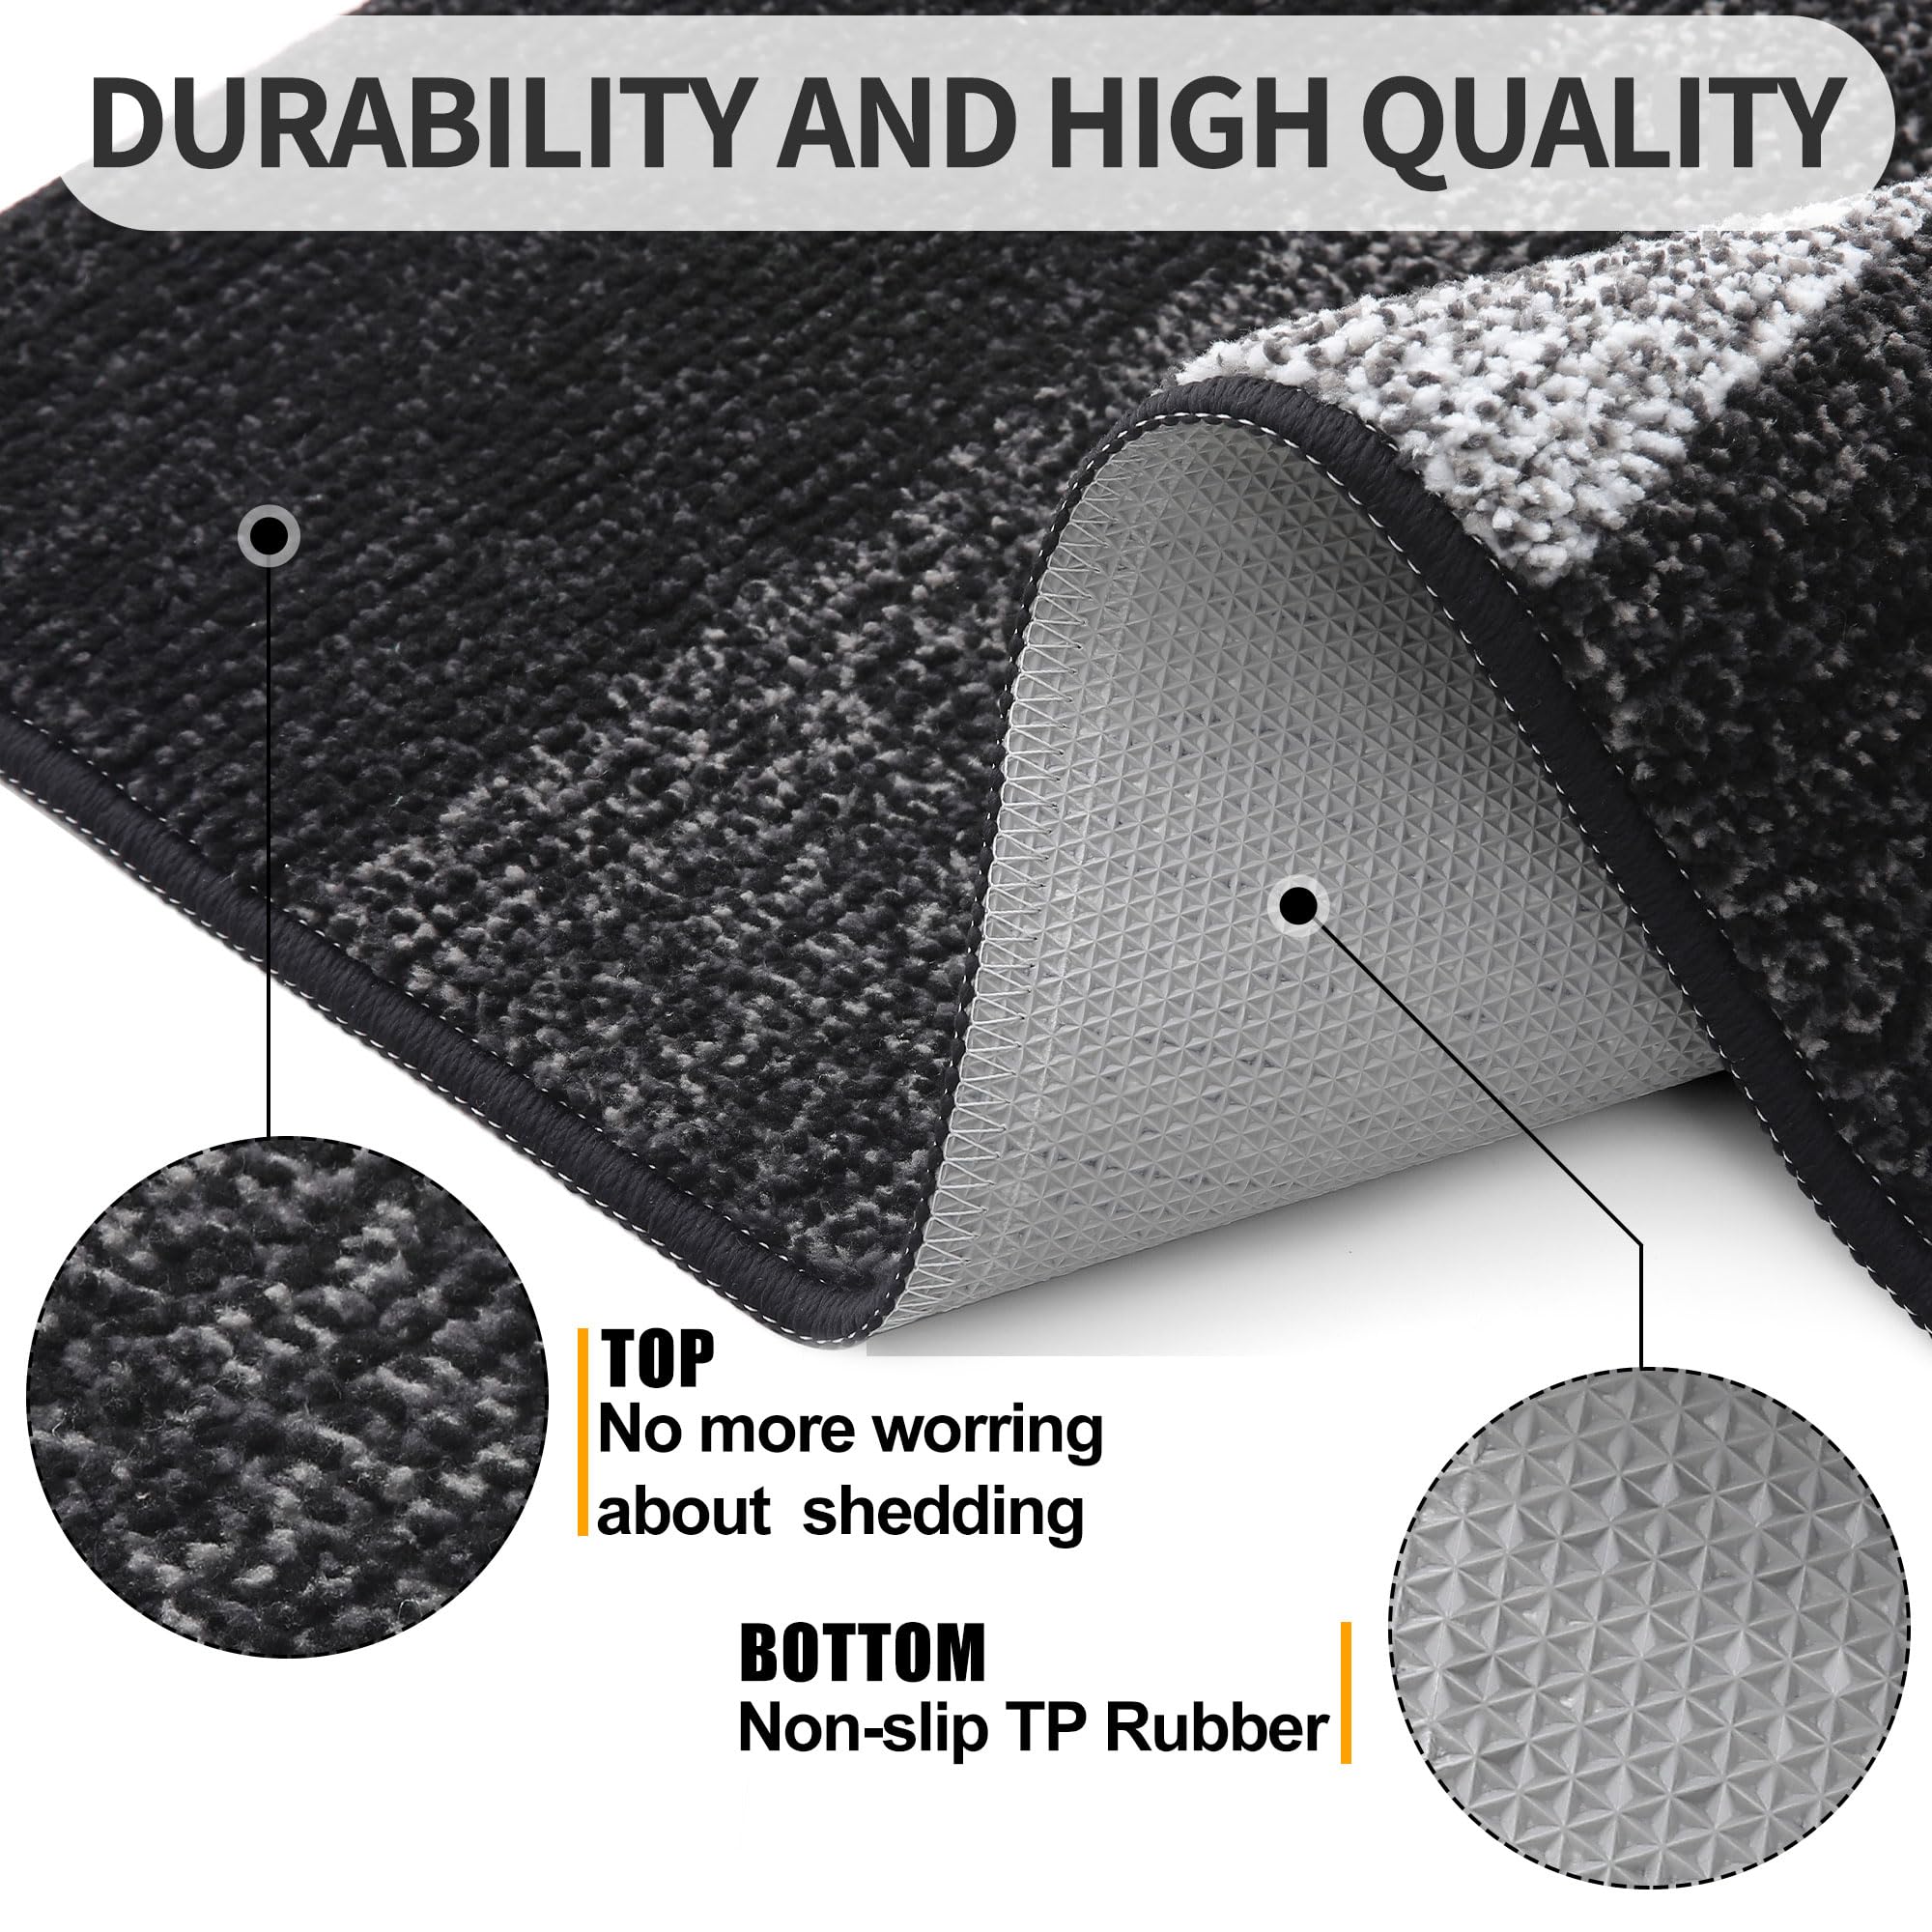 DURABILITY AND HIGH QUALITY
TOP
No more worring
about shedding
BOTTOM
Non-slip TP Rubber